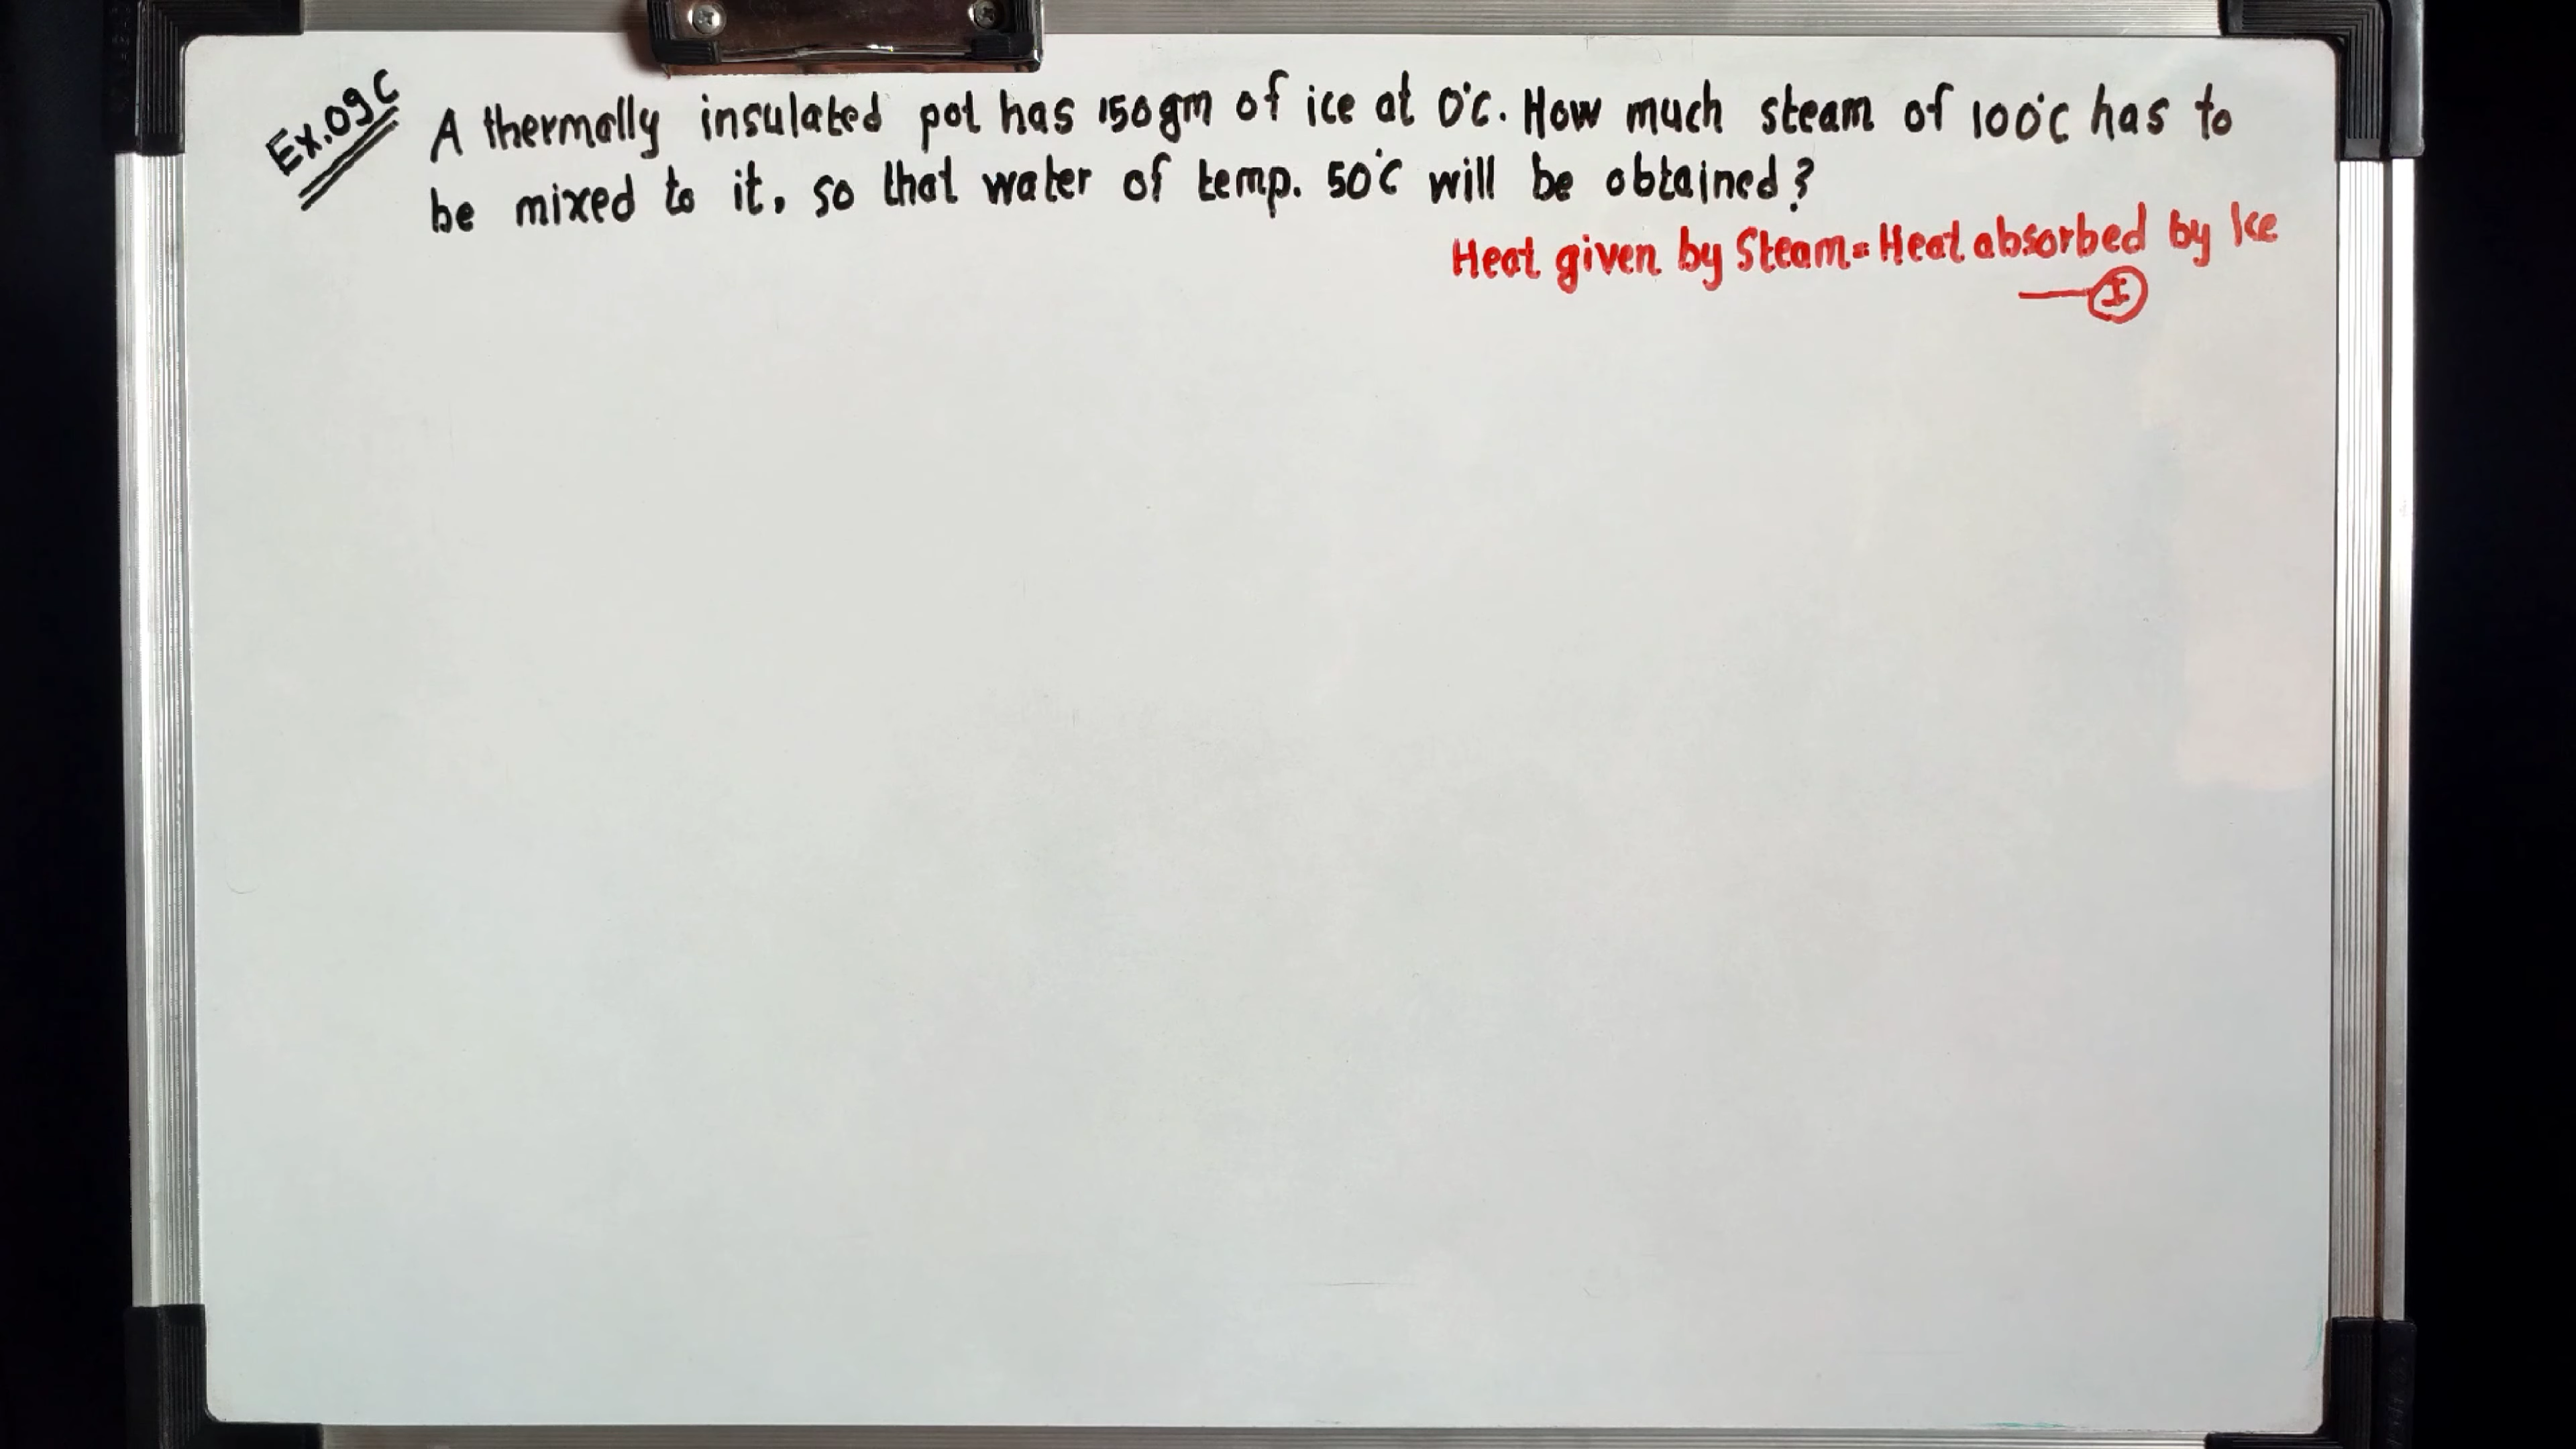 Ex.09c
A thermally insulated pot has 150gm of ice at 0°c. How much steam of 100°c has to
be mixed to it, so that water of temp. 50°c will be obtained?
Heat given by Steam = Heat absorbed by Ice
—I